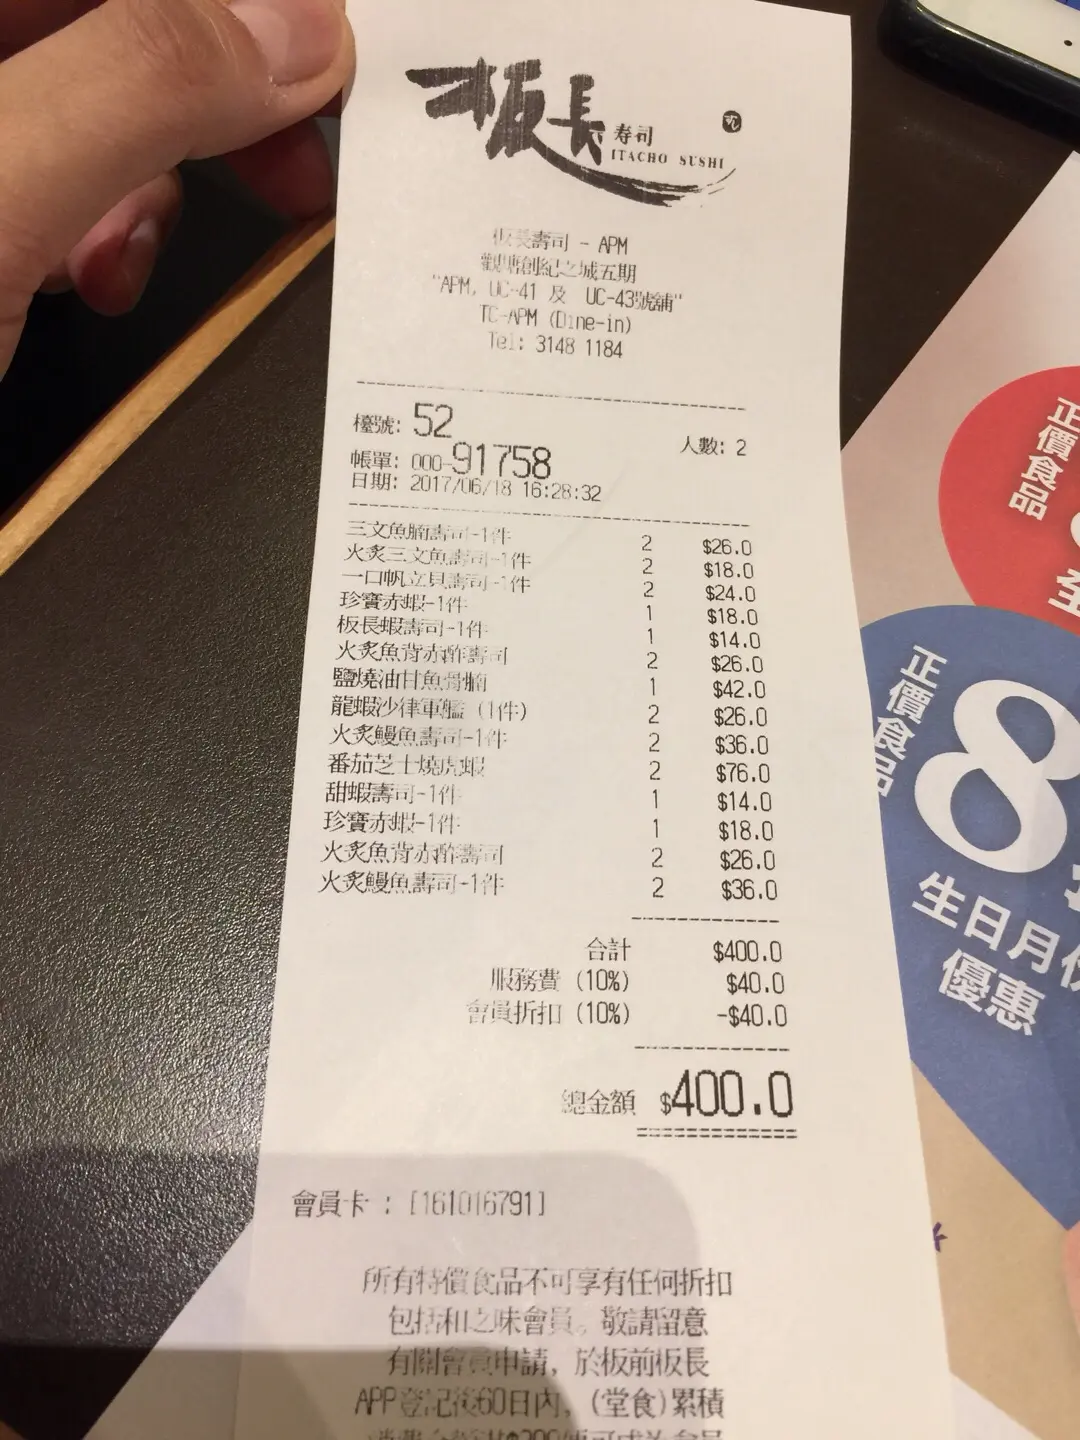 板長 寿司
ITACHO SUSHI
板長壽司 - APM
觀塘創紀之城五期
"APM, UC-41 及 UC-43號舖"
TC-APM (Dine-in)
Tel: 3148 1184
檯號: 52 人數: 2
帳單: 000-91758
日期: 2017/06/18 16:28:32
三文魚腩壽司-1件 2 $26.0
火炙三文魚壽司-1件 2 $18.0
一口帆立貝壽司-1件 2 $24.0
珍寶赤蝦-1件 1 $18.0
板長蝦壽司-1件 1 $14.0
火炙魚背赤酢壽司 2 $26.0
鹽燒油甘魚骨腩 1 $42.0
龍蝦沙律軍艦 (1件) 2 $26.0
火炙鰻魚壽司-1件 2 $36.0
番茄芝士燒虎蝦 2 $76.0
甜蝦壽司-1件 1 $14.0
珍寶赤蝦-1件 1 $18.0
火炙魚背赤酢壽司 2 $26.0
火炙鰻魚壽司-1件 2 $36.0
合計 $400.0
服務費 (10%) $40.0
會員折扣 (10%) -$40.0
總金額 $400.0
會員卡 : [161016791]
所有特價食品不可享有任何折扣
包括和之味會員。敬請留意
有關會員申請, 於板前板長
APP登記後60日內, (堂食)累積
正價食品
正價食品
8
生日月份
優惠